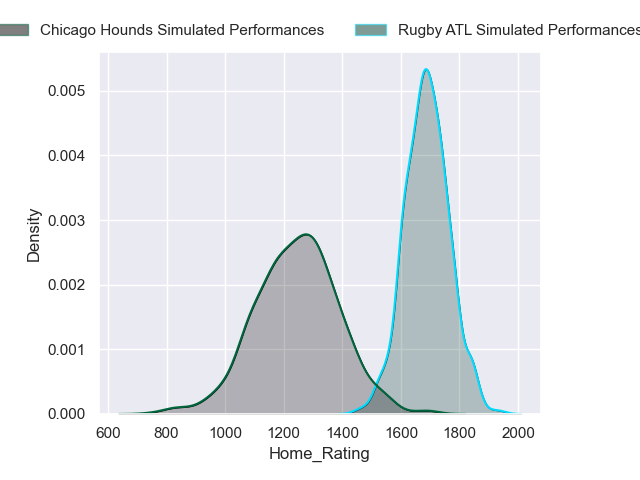 Chicago Hounds Simulated Performances Rugby ATL Simulated Performances
0.005
0.004
0.003
0.002
0.001
0.000
Density
600 800 1000 1200 1400 1600 1800 2000
Home_Rating